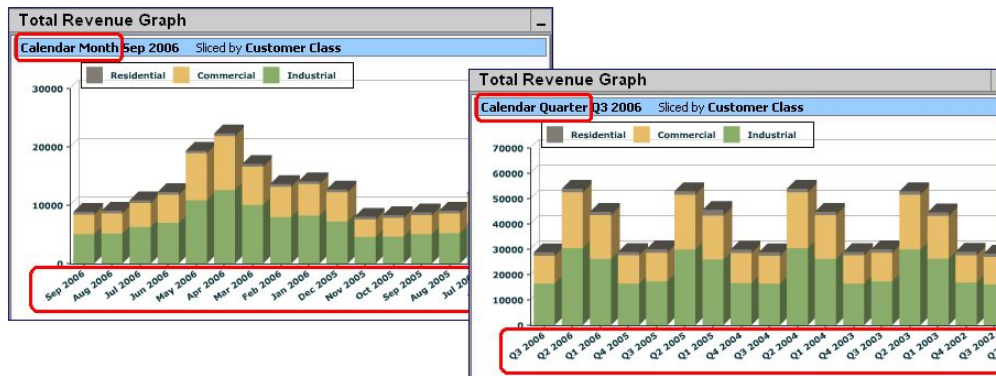 Total Revenue Graph
Calendar Month Sep 2006 Sliced by Customer Class
Residential Commercial Industrial
30000
20000
10000
0
Sep 2006 Aug 2006 Jul 2006 Jun 2006 May 2006 Apr 2006 Mar 2006 Feb 2006 Jan 2006 Dec 2005 Nov 2005 Oct 2005 Sep 2005 Aug 2005 Jul 200
Total Revenue Graph
Calendar Quarter Q3 2006 Sliced by Customer Class
Residential Commercial Industrial
70000
60000
50000
40000
30000
20000
10000
0
Q3 2006 Q2 2006 Q1 2006 Q4 2005 Q3 2005 Q2 2005 Q1 2005 Q4 2004 Q3 2004 Q2 2004 Q1 2004 Q4 2003 Q3 2003 Q2 2003 Q1 2003 Q4 2002 Q3 2002